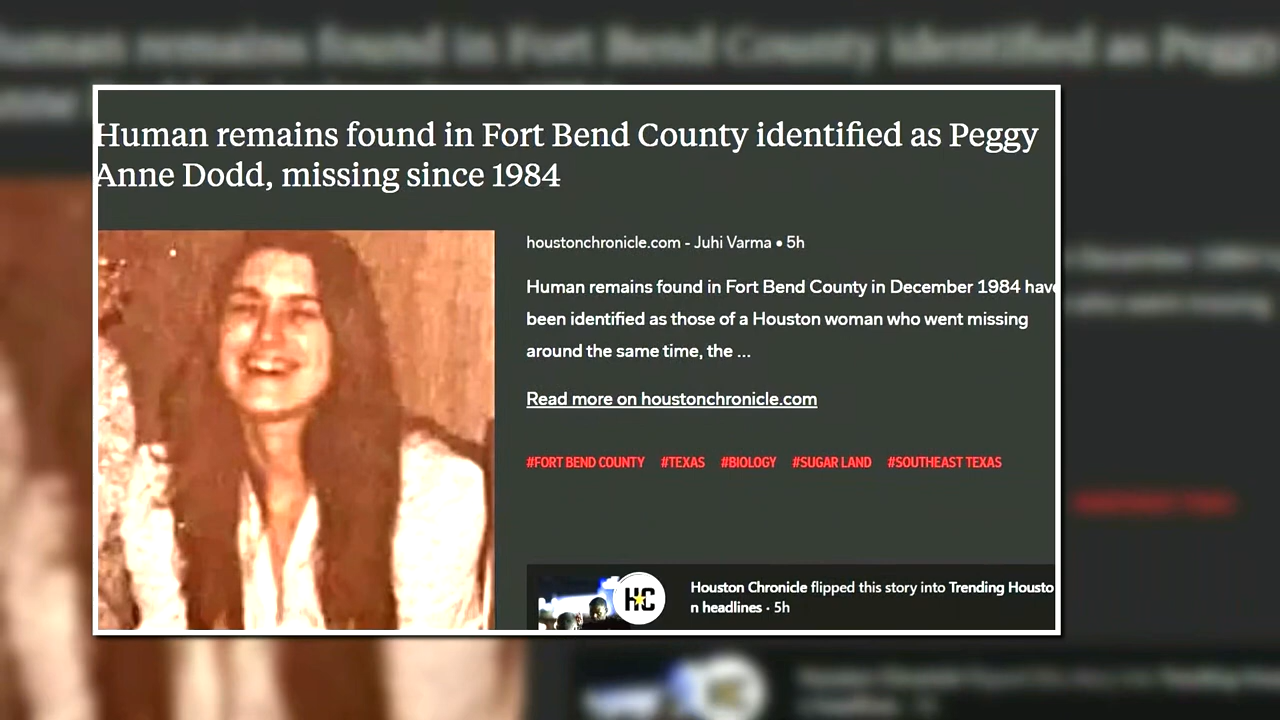 Human remains found in Fort Bend County identified as Peggy
Anne Dodd, missing since 1984
houstonchronicle.com - Juhi Varma • 5h
Human remains found in Fort Bend County in December 1984 have
been identified as those of a Houston woman who went missing
around the same time, the ...
Read more on houstonchronicle.com
#FORT BEND COUNTY #TEXAS #BIOLOGY #SUGAR LAND #SOUTHEAST TEXAS
HC
Houston Chronicle flipped this story into Trending Housto
n headlines • 5h